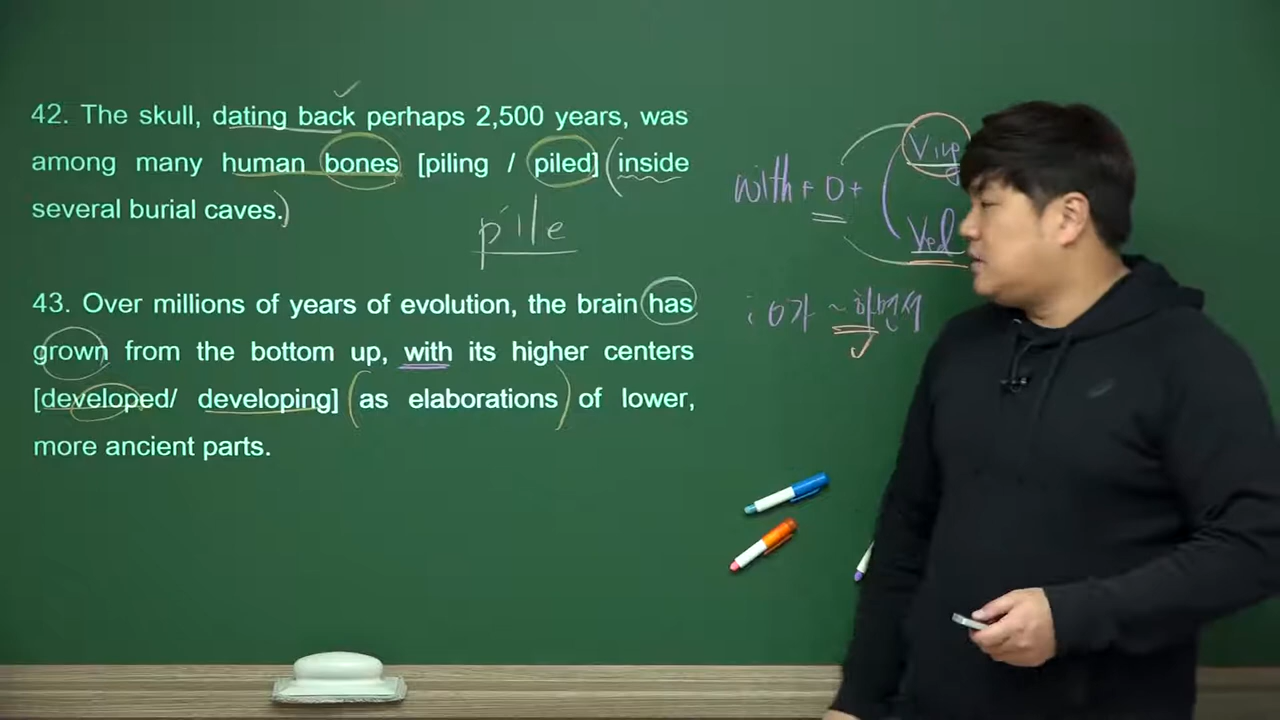 42. The skull, dating back perhaps 2,500 years, was
among many human bones [piling / piled] (inside
several burial caves.)
pile
43. Over millions of years of evolution, the brain has
grown from the bottom up, with its higher centers
[developed/ developing] (as elaborations) of lower,
more ancient parts.
Ving
with + O +
Ved
: O가 ~하면서